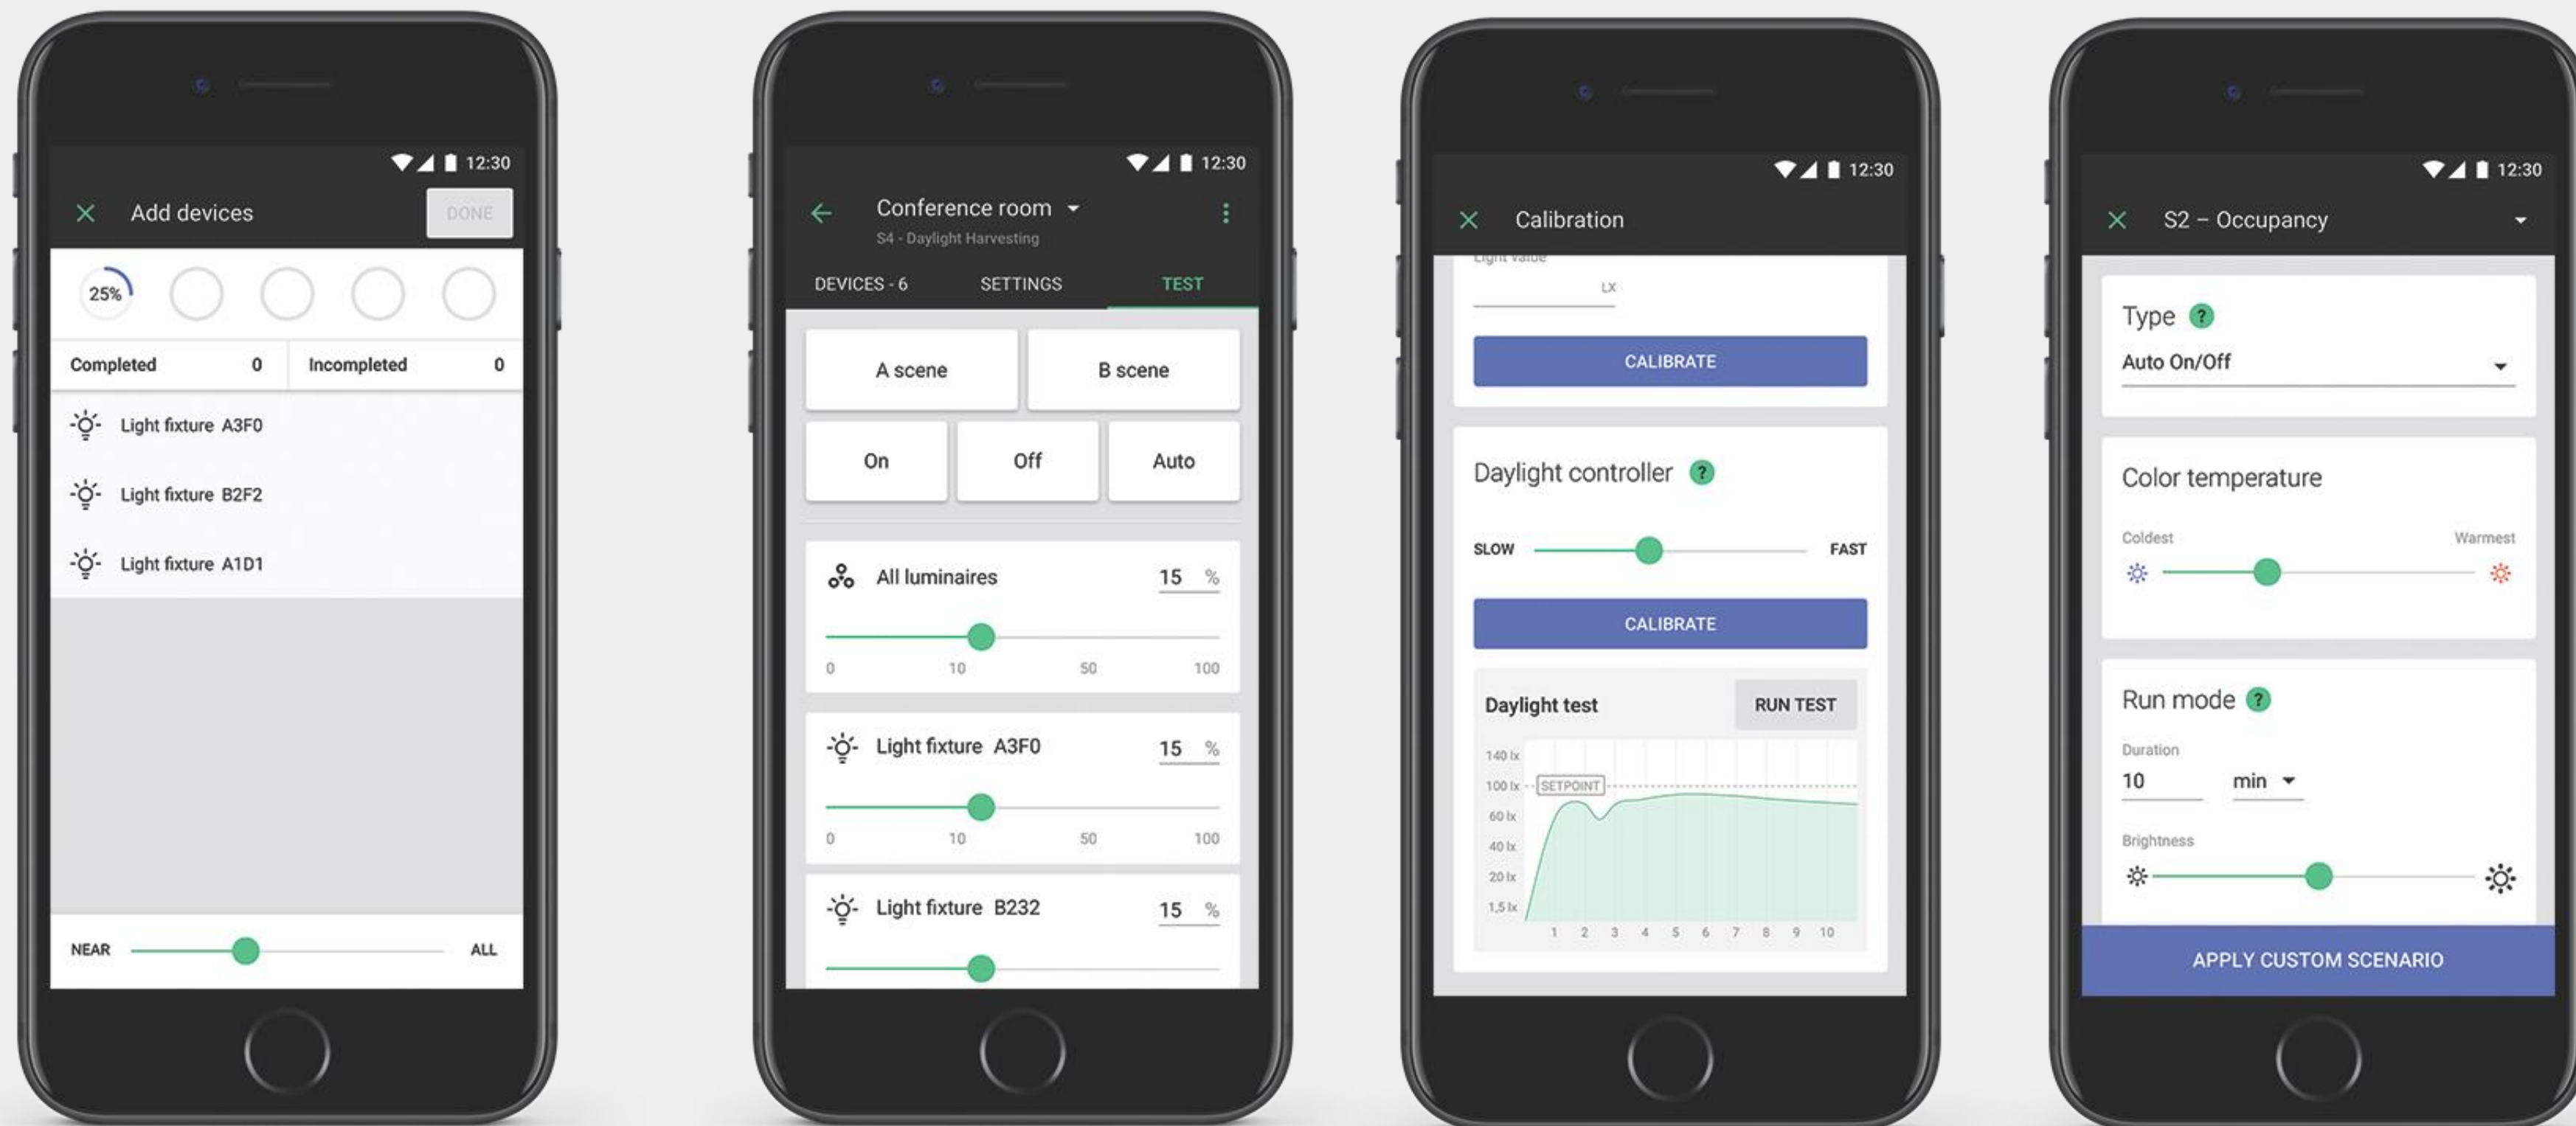 12:30
Add devices DONE
25%
Completed 0 Incompleted 0
Light fixture A3F0
Light fixture B2F2
Light fixture A1D1
NEAR ALL
12:30
Conference room
S4 - Daylight Harvesting
DEVICES - 6 SETTINGS TEST
A scene B scene
On Off Auto
All luminaires 15 %
0 10 50 100
Light fixture A3F0 15 %
0 10 50 100
Light fixture B232 15 %
12:30
Calibration
Light value
LX
CALIBRATE
Daylight controller ?
SLOW FAST
CALIBRATE
Daylight test RUN TEST
140 lx
100 lx SETPOINT
60 lx
40 lx
20 lx
1,5 lx
1 2 3 4 5 6 7 8 9 10
12:30
S2 – Occupancy
Type ?
Auto On/Off
Color temperature
Coldest Warmest
Run mode ?
Duration
10 min
Brightness
APPLY CUSTOM SCENARIO